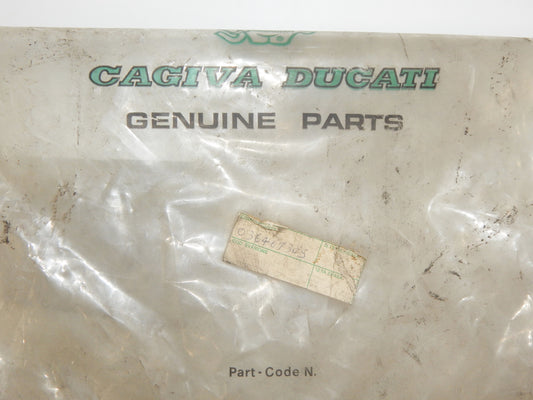 CAGIVA DUCATI
GENUINE PARTS
Part-Code N.